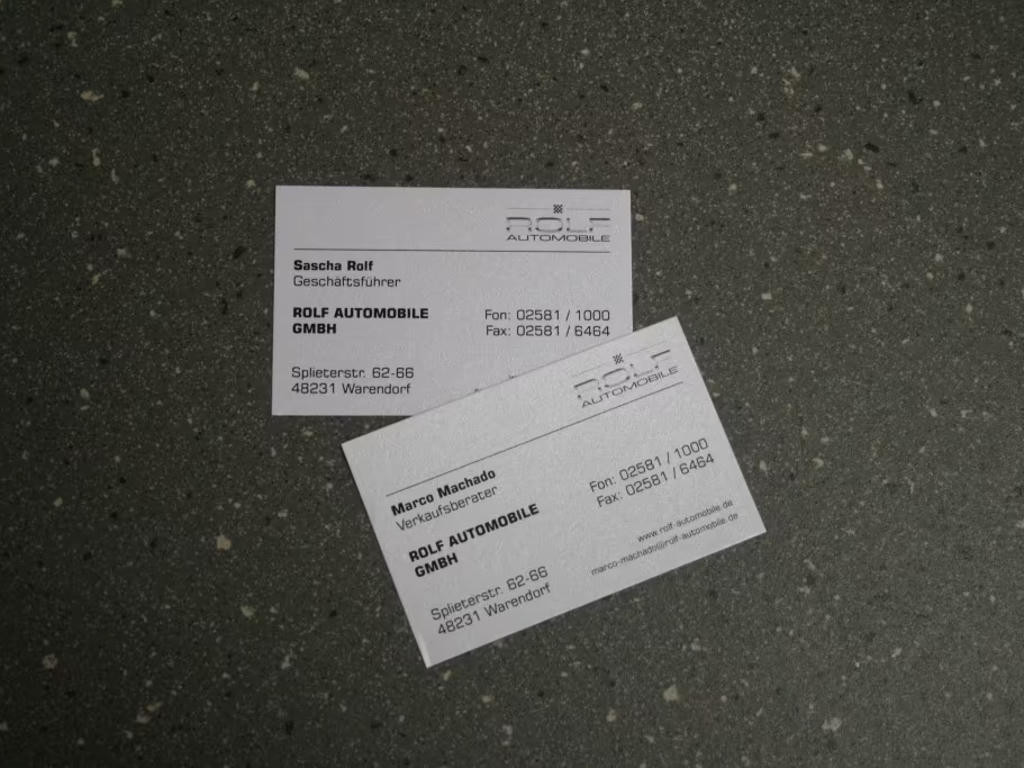 ROLF
AUTOMOBILE
Sascha Rolf
Geschäftsführer
ROLF AUTOMOBILE
GMBH
Fon: 02581 / 1000
Fax: 02581 / 6464
Splieterstr. 62-66
48231 Warendorf
ROLF
AUTOMOBILE
Marco Machado
Verkaufsberater
ROLF AUTOMOBILE
GMBH
Fon: 02581 / 1000
Fax: 02581 / 6464
www.rolf-automobile.de
marco-machado@rolf-automobile.de
Splieterstr. 62-66
48231 Warendorf